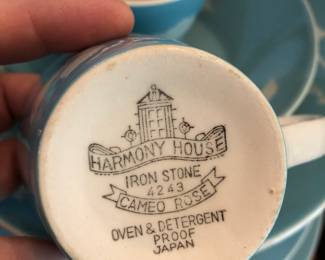 HARMONY HOUSE
IRON STONE
4243
CAMEO ROSE
OVEN & DETERGENT
PROOF
JAPAN